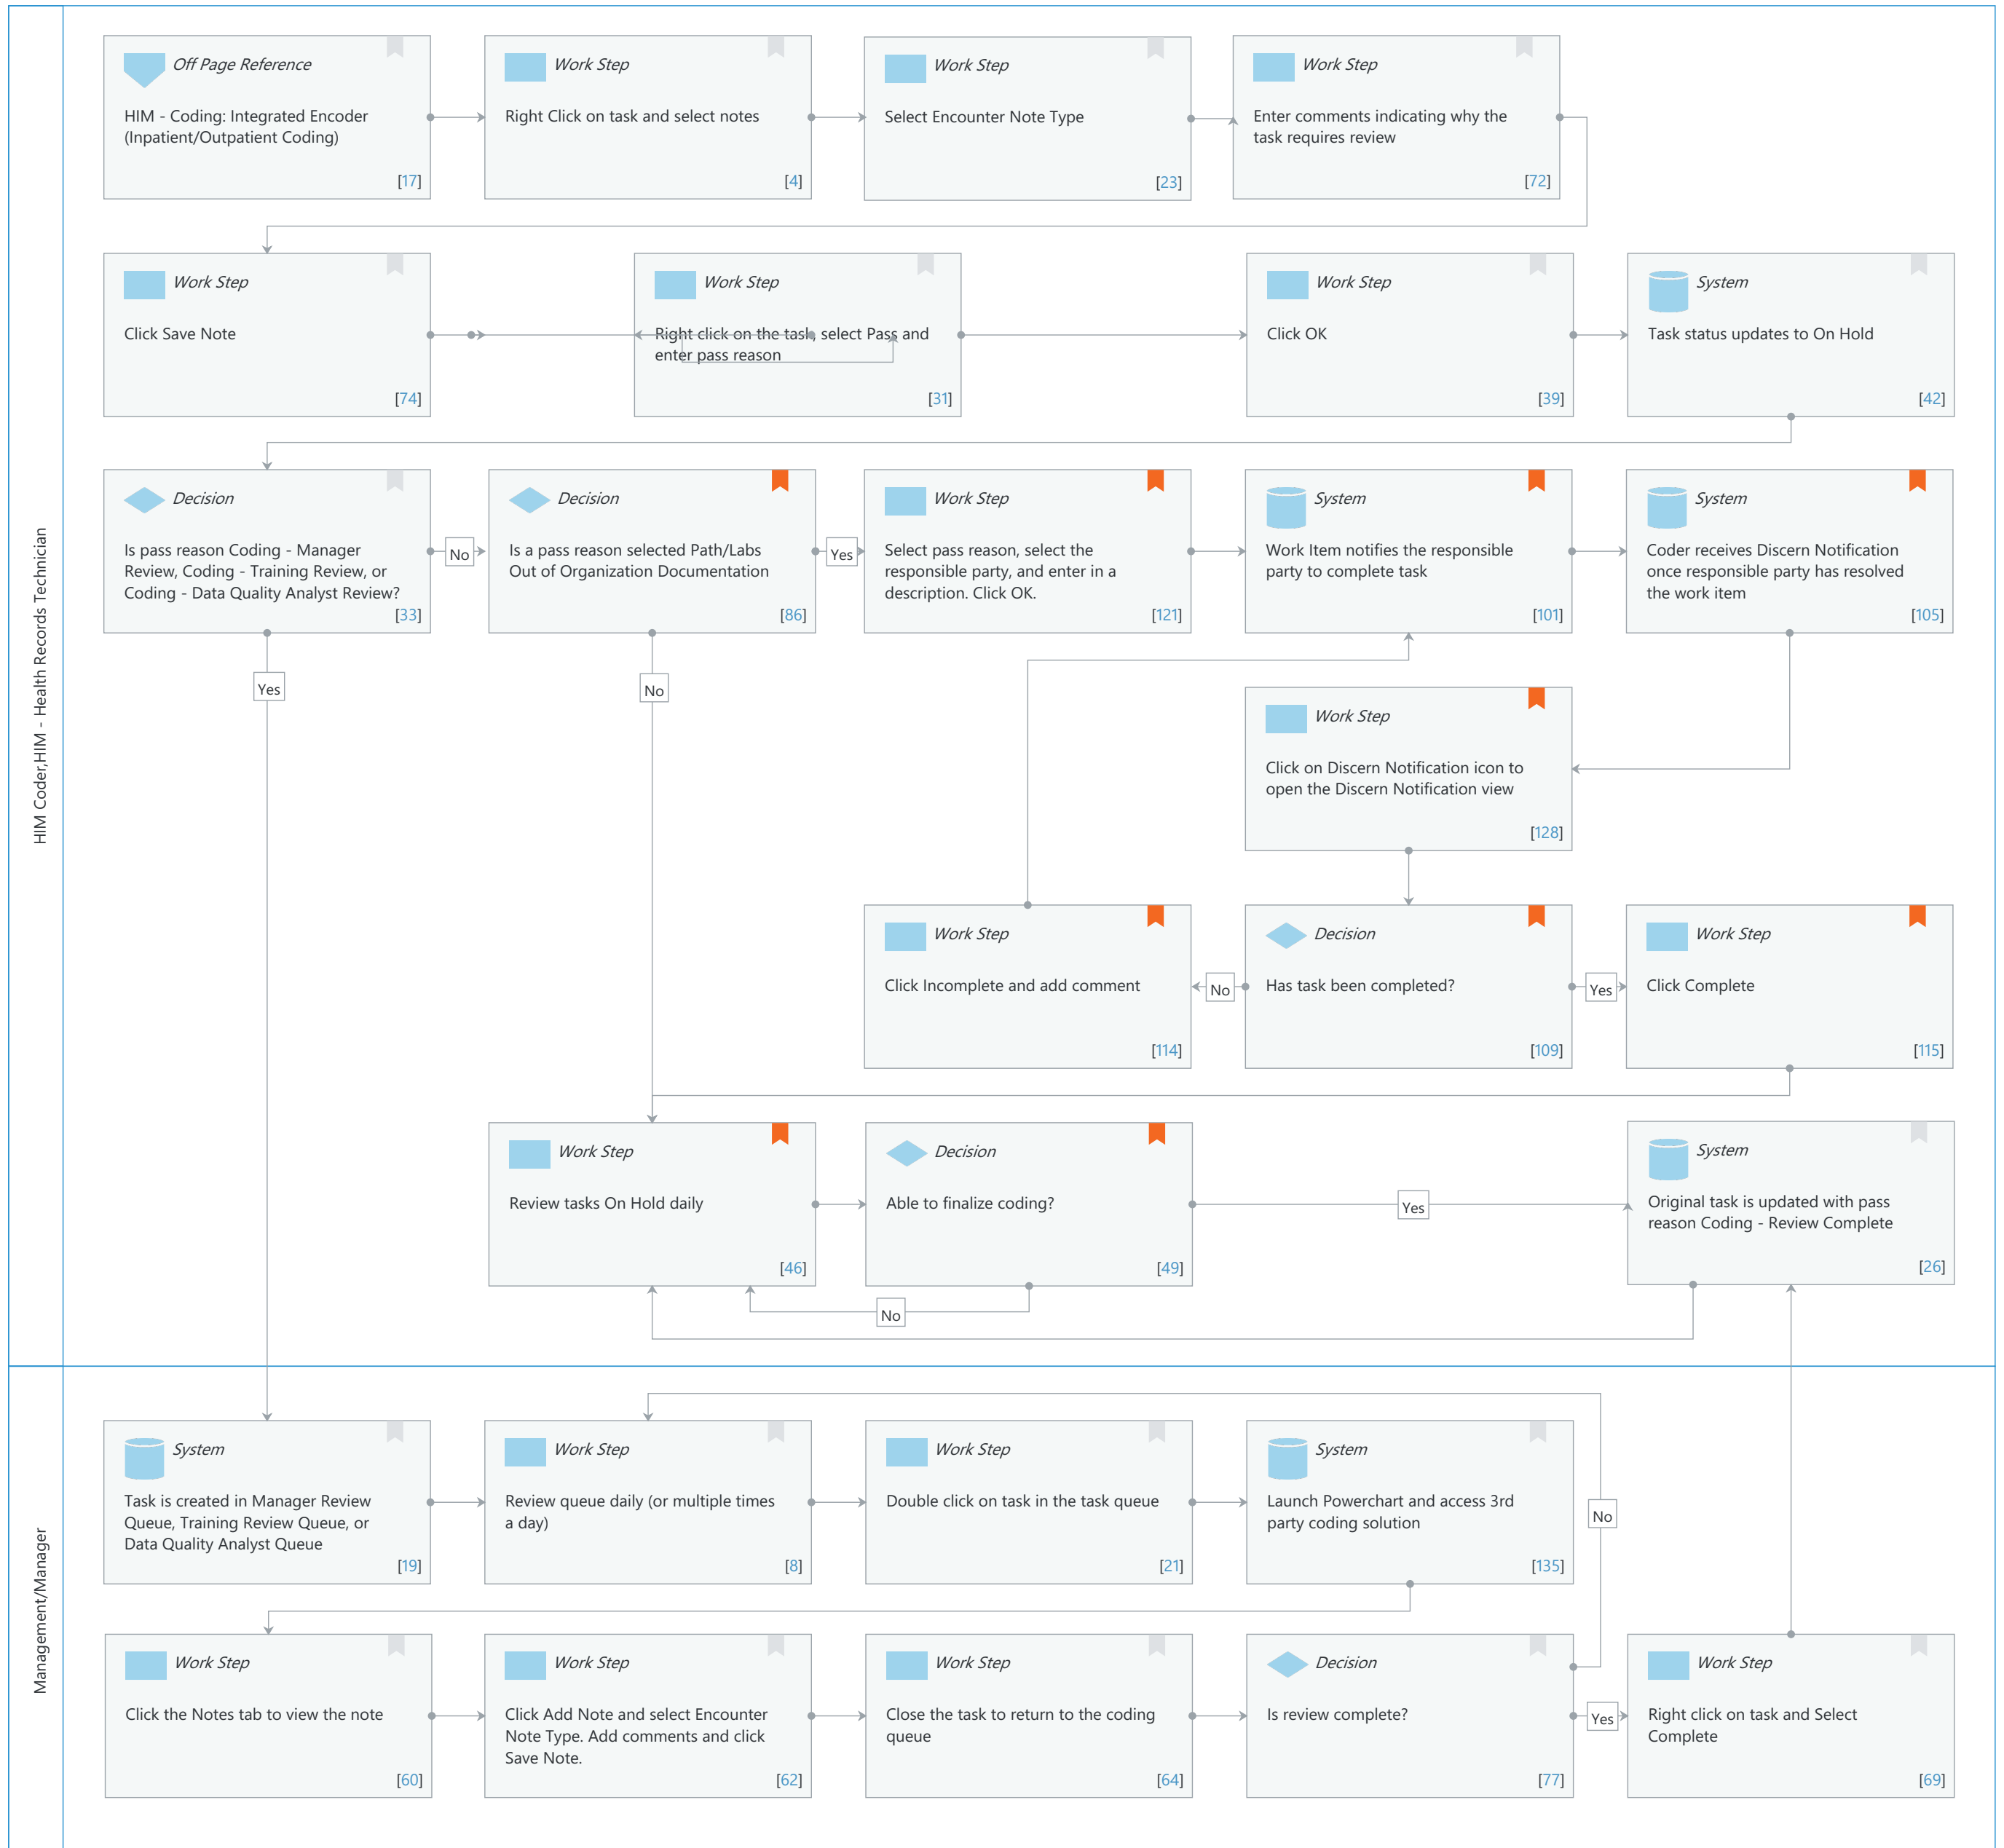 HIM Coder,HIM - Health Records Technician
Off Page Reference
HIM - Coding: Integrated Encoder
(Inpatient/Outpatient Coding)
[17]
Work Step
Right Click on task and select notes
[4]
Work Step
Select Encounter Note Type
[23]
Work Step
Enter comments indicating why the
task requires review
[72]
Work Step
Click Save Note
[74]
Work Step
Right click on the task, select Pass and
enter pass reason
[31]
Work Step
Click OK
[39]
System
Task status updates to On Hold
[42]
Decision
Is pass reason Coding - Manager
Review, Coding - Training Review, or
Coding - Data Quality Analyst Review?
[33]
No
Yes
Decision
Is a pass reason selected Path/Labs
Out of Organization Documentation
[86]
Yes
No
Work Step
Select pass reason, select the
responsible party, and enter in a
description. Click OK.
[121]
System
Work Item notifies the responsible
party to complete task
[101]
System
Coder receives Discern Notification
once responsible party has resolved
the work item
[105]
Work Step
Click on Discern Notification icon to
open the Discern Notification view
[128]
Work Step
Click Incomplete and add comment
[114]
No
Decision
Has task been completed?
[109]
Yes
Work Step
Click Complete
[115]
Work Step
Review tasks On Hold daily
[46]
Decision
Able to finalize coding?
[49]
No
Yes
System
Original task is updated with pass
reason Coding - Review Complete
[26]
Management/Manager
System
Task is created in Manager Review
Queue, Training Review Queue, or
Data Quality Analyst Queue
[19]
Work Step
Review queue daily (or multiple times
a day)
[8]
Work Step
Double click on task in the task queue
[21]
System
Launch Powerchart and access 3rd
party coding solution
[135]
No
Work Step
Click the Notes tab to view the note
[60]
Work Step
Click Add Note and select Encounter
Note Type. Add comments and click
Save Note.
[62]
Work Step
Close the task to return to the coding
queue
[64]
Decision
Is review complete?
[77]
Yes
Work Step
Right click on task and Select
Complete
[69]